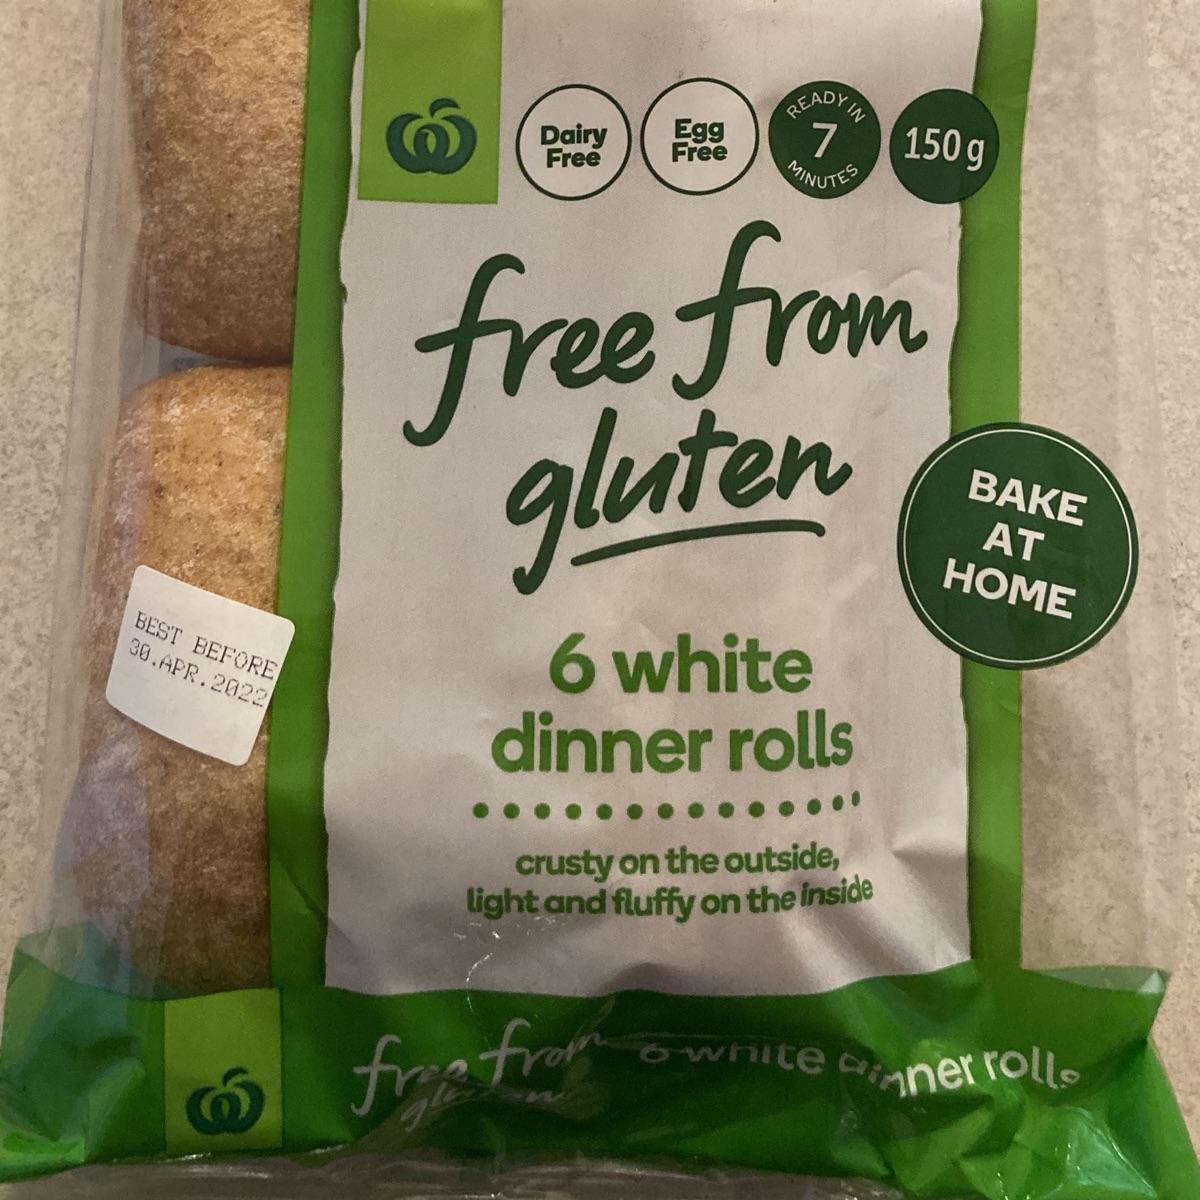 Dairy
Free
Egg
Free
READY IN
7
MINUTES
150g
free from
gluten
BAKE
AT
HOME
BEST BEFORE
30.APR.2022
6 white
dinner rolls
crusty on the outside,
light and fluffy on the inside
free from
gluten
6 white dinner rolls